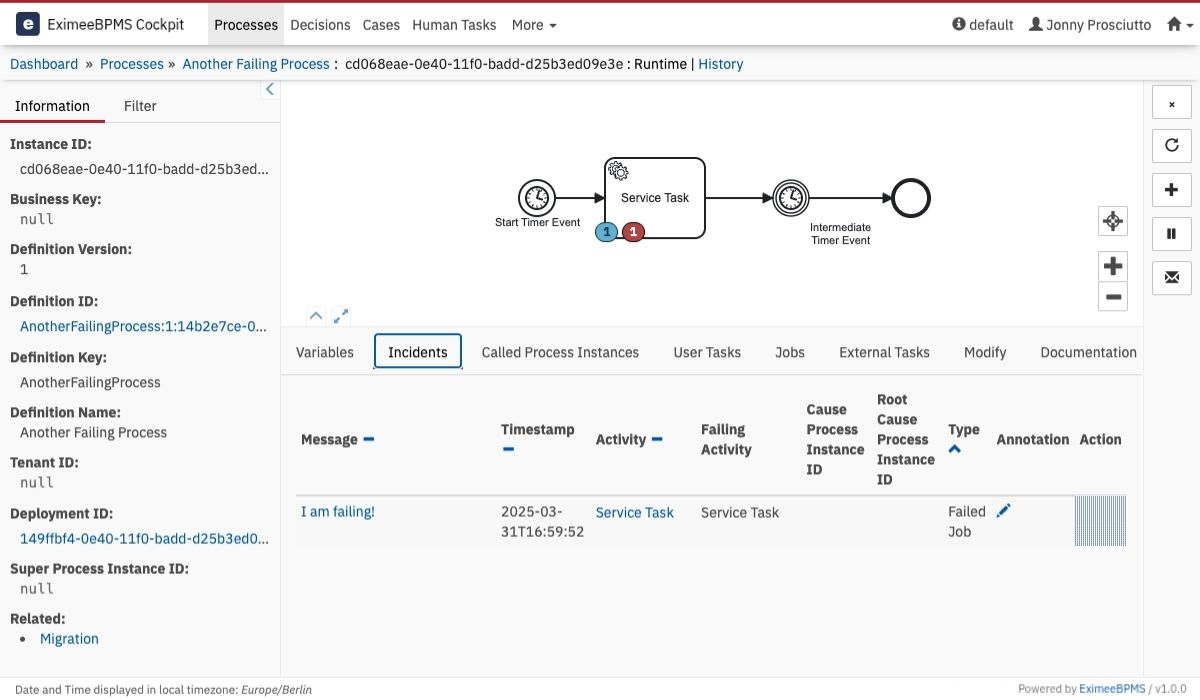 e EximeeBPMS Cockpit Processes Decisions Cases Human Tasks More default Jonny Prosciutto
Dashboard » Processes » Another Failing Process : cd068eae-0e40-11f0-badd-d25b3ed09e3e : Runtime | History
Information Filter
Instance ID:
cd068eae-0e40-11f0-badd-d25b3ed...
Business Key:
null
Definition Version:
1
Definition ID:
AnotherFailingProcess:1:14b2e7ce-0...
Definition Key:
AnotherFailingProcess
Definition Name:
Another Failing Process
Tenant ID:
null
Deployment ID:
149ffbf4-0e40-11f0-badd-d25b3ed0...
Super Process Instance ID:
null
Related:
• Migration
Start Timer Event
Service Task
1 1
Intermediate
Timer Event
Variables Incidents Called Process Instances User Tasks Jobs External Tasks Modify Documentation
Message
Timestamp
Activity
Failing
Activity
Cause
Process
Instance
ID
Root
Cause
Process
Instance
ID
Type
Annotation
Action
I am failing!
2025-03-
31T16:59:52
Service Task
Service Task
Failed
Job
Date and Time displayed in local timezone: Europe/Berlin
Powered by EximeeBPMS / v1.0.0